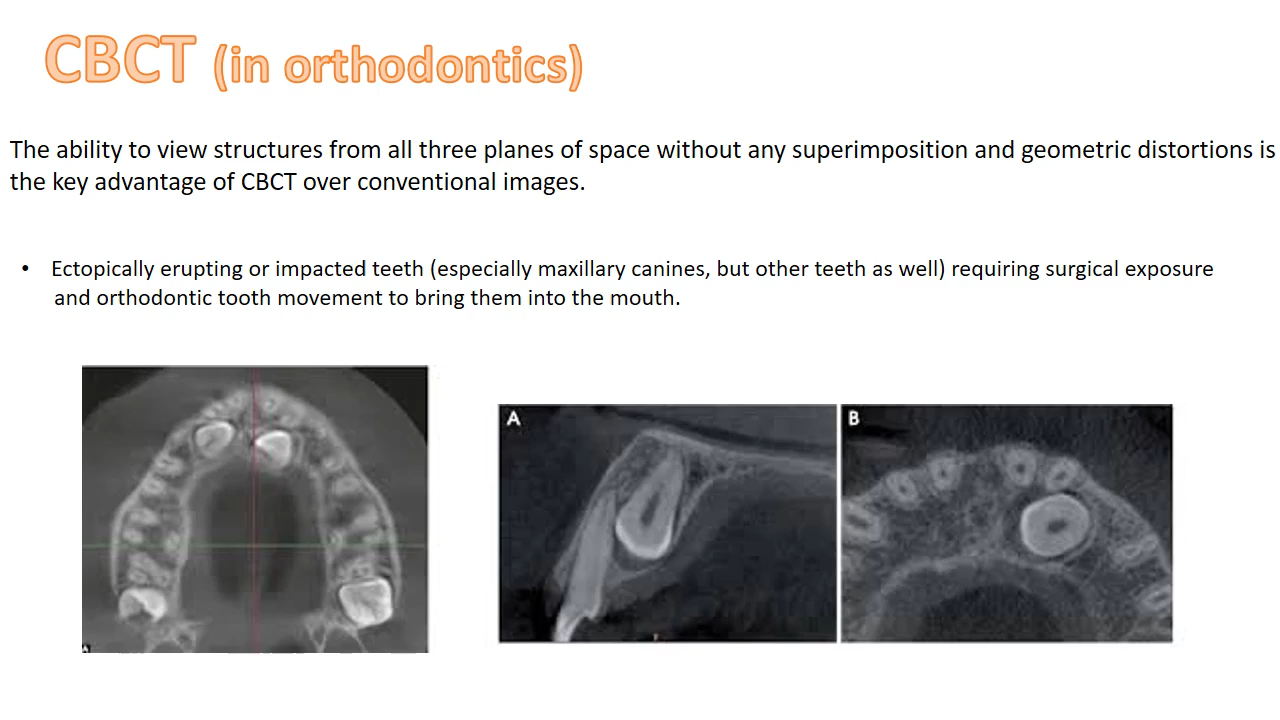 CBCT (in orthodontics)
The ability to view structures from all three planes of space without any superimposition and geometric distortions is
the key advantage of CBCT over conventional images.
• Ectopically erupting or impacted teeth (especially maxillary canines, but other teeth as well) requiring surgical exposure
and orthodontic tooth movement to bring them into the mouth.
A
B